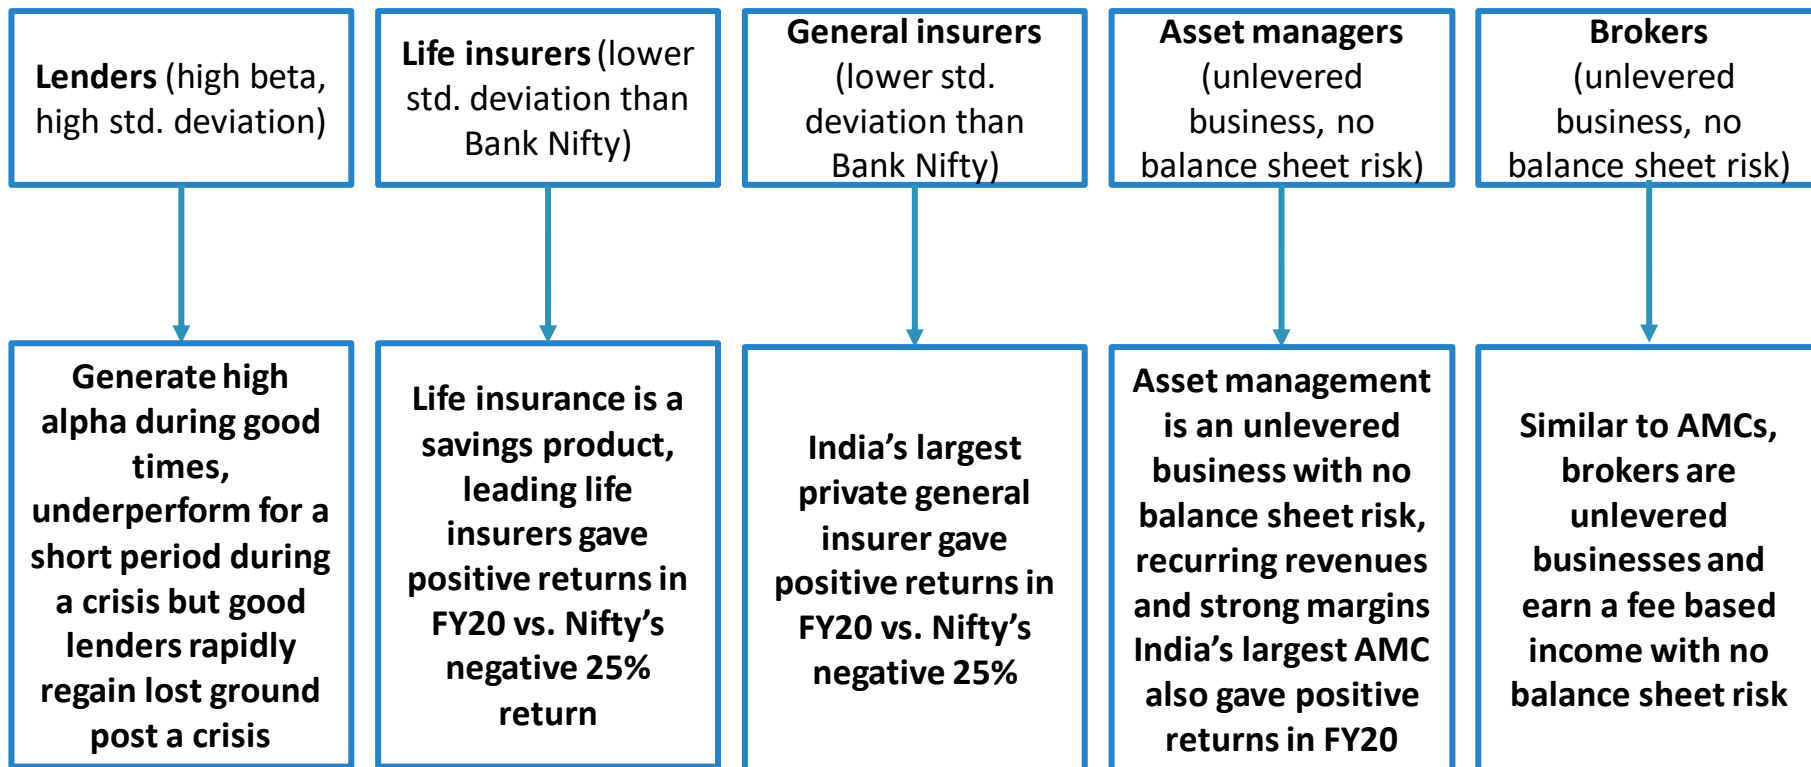 Lenders (high beta,
high std. deviation)
Life insurers (lower
std. deviation than
Bank Nifty)
General insurers
(lower std.
deviation than
Bank Nifty)
Asset managers
(unlevered
business, no
balance sheet risk)
Brokers
(unlevered
business, no
balance sheet risk)
Generate high
alpha during good
times,
underperform for a
short period during
a crisis but good
lenders rapidly
regain lost ground
post a crisis
Life insurance is a
savings product,
leading life
insurers gave
positive returns in
FY20 vs. Nifty’s
negative 25%
return
India’s largest
private general
insurer gave
positive returns in
FY20 vs. Nifty’s
negative 25%
Asset management
is an unlevered
business with no
balance sheet risk,
recurring revenues
and strong margins
India’s largest AMC
also gave positive
returns in FY20
Similar to AMCs,
brokers are
unlevered
businesses and
earn a fee based
income with no
balance sheet risk